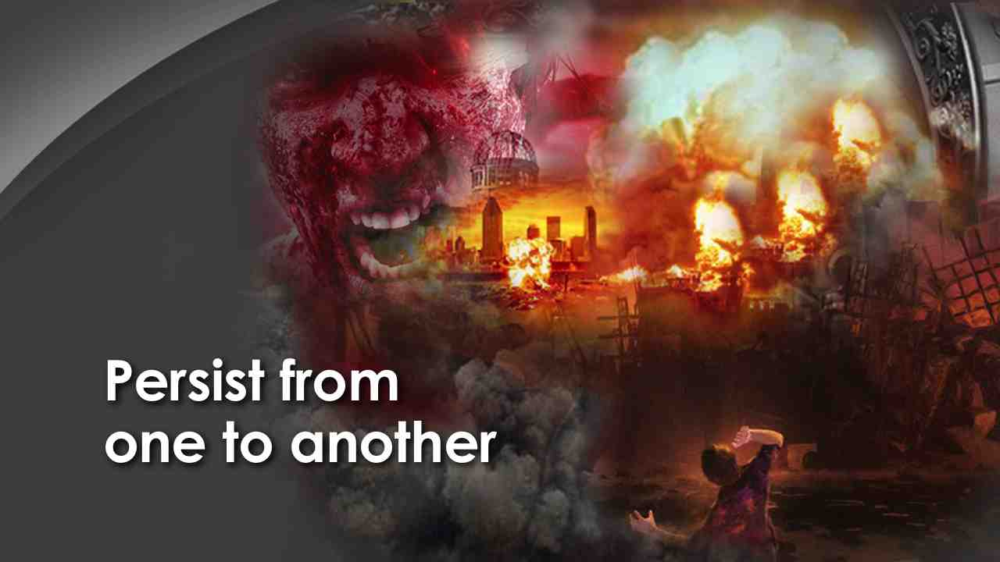 Persist from
one to another